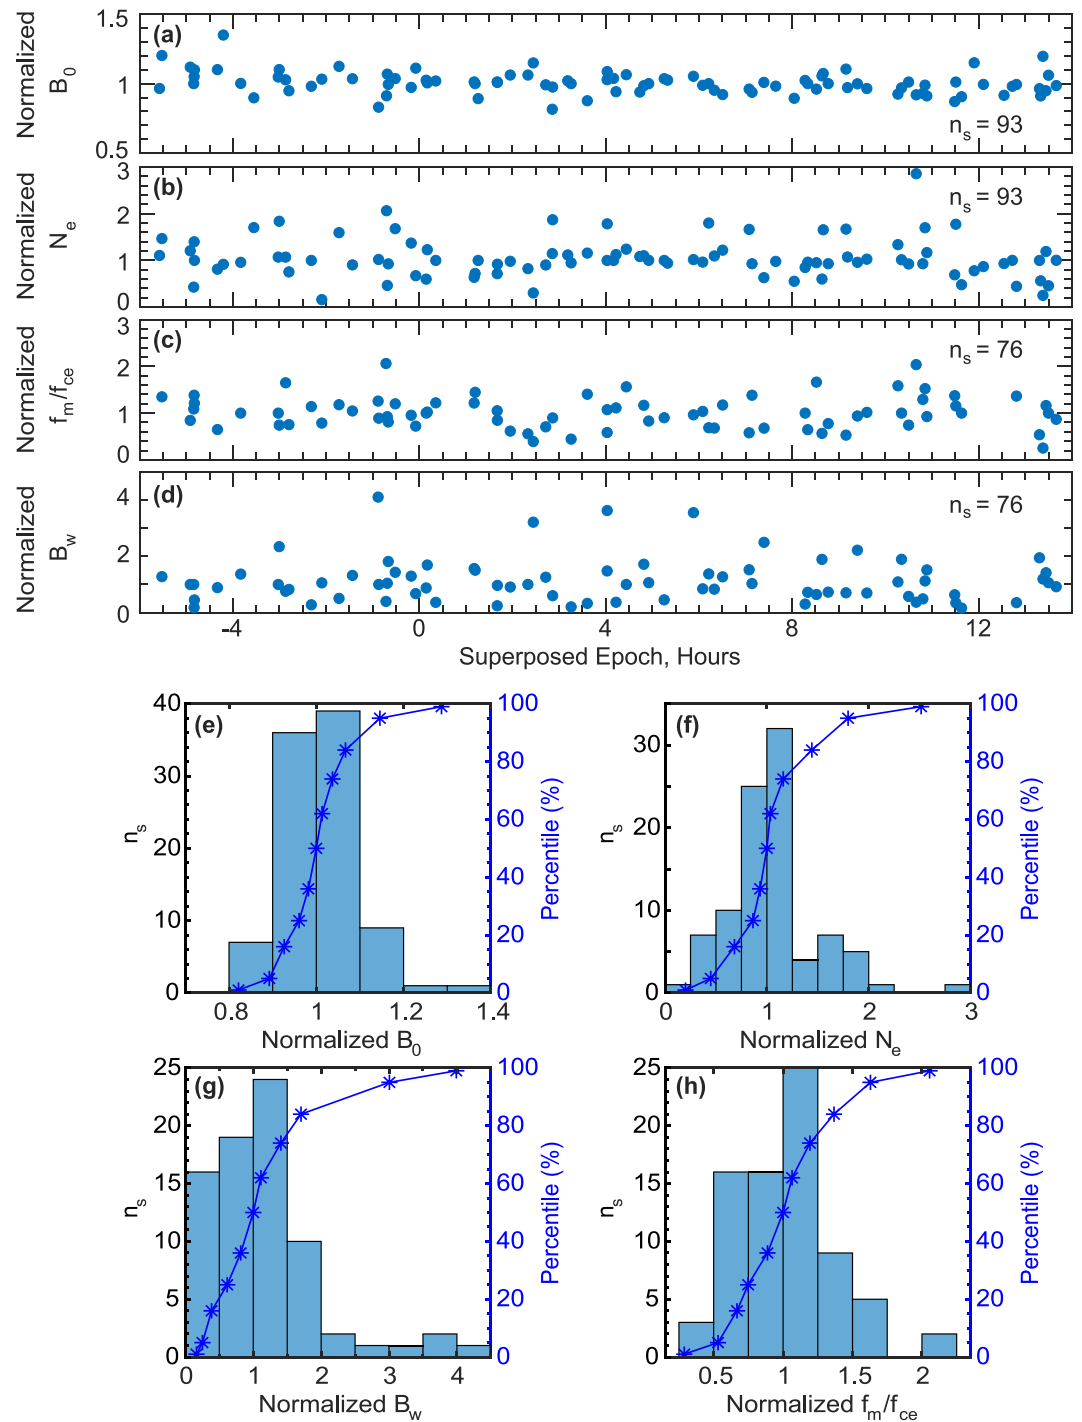 (a)
Normalized
B0
1.5
1
0.5
ns = 93
(b)
Normalized
Ne
3
2
1
0
ns = 93
(c)
Normalized
fm/fce
3
2
1
0
ns = 76
(d)
Normalized
Bw
4
2
0
ns = 76
-4 0 4 8 12
Superposed Epoch, Hours
(e)
ns
40
30
20
10
0
100
80
60
40
20
0
Percentile (%)
0.8 1 1.2 1.4
Normalized B0
(f)
ns
30
20
10
0
100
80
60
40
20
0
Percentile (%)
0 1 2 3
Normalized Ne
(g)
ns
25
20
15
10
5
0
100
80
60
40
20
0
Percentile (%)
0 1 2 3 4
Normalized Bw
(h)
ns
25
20
15
10
5
0
100
80
60
40
20
0
Percentile (%)
0.5 1 1.5 2
Normalized fm/fce